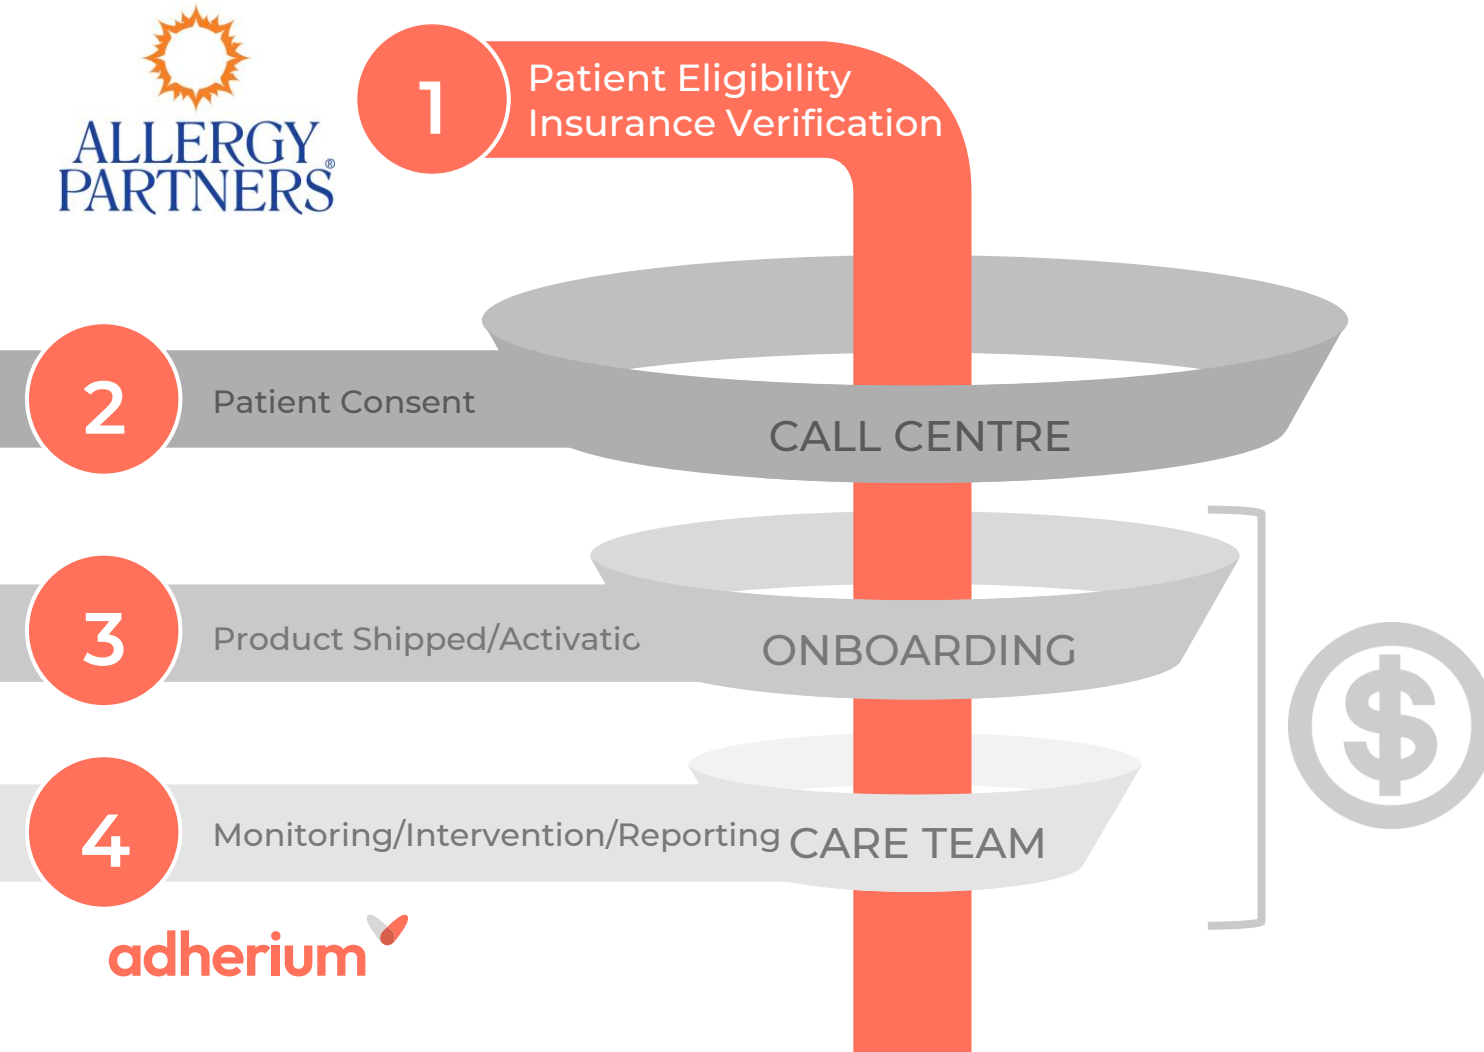 ALLERGY
PARTNERS®
1
Patient Eligibility
Insurance Verification
2
Patient Consent
CALL CENTRE
3
Product Shipped/Activatio
ONBOARDING
$
4
Monitoring/Intervention/Reporting
CARE TEAM
adherium